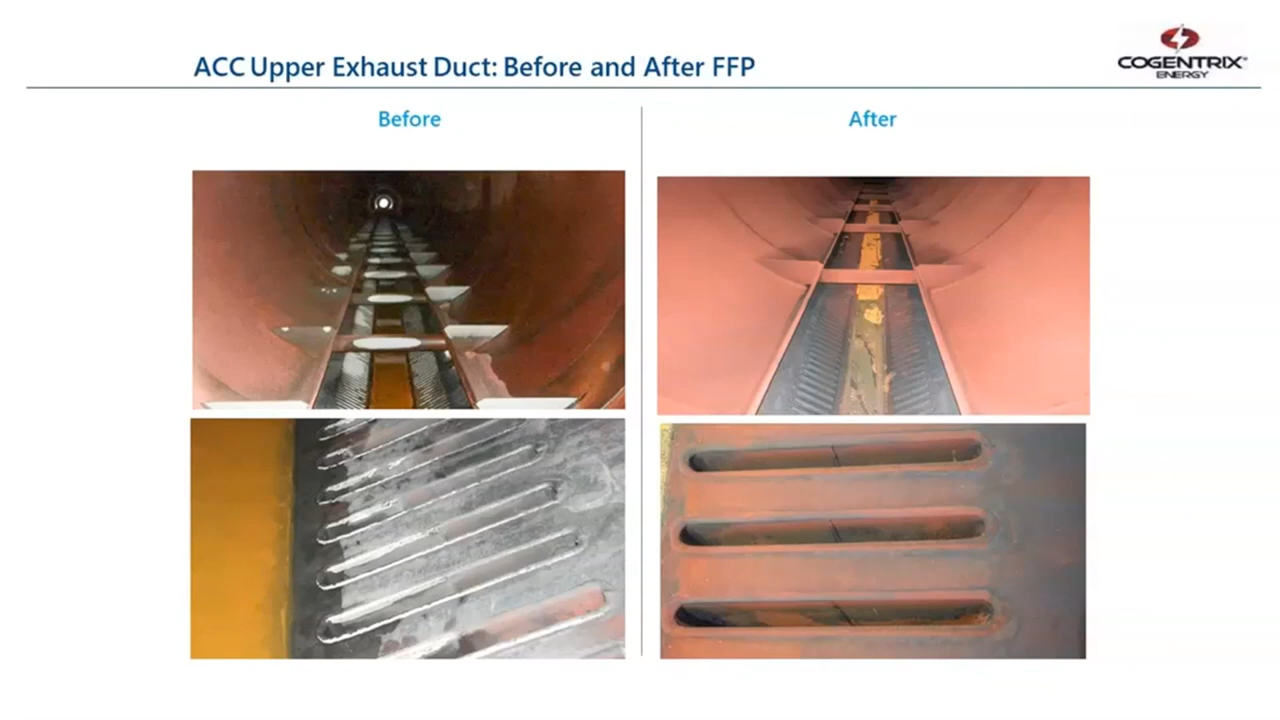 ACC Upper Exhaust Duct: Before and After FFP
COGENTRIX®
ENERGY
Before
After